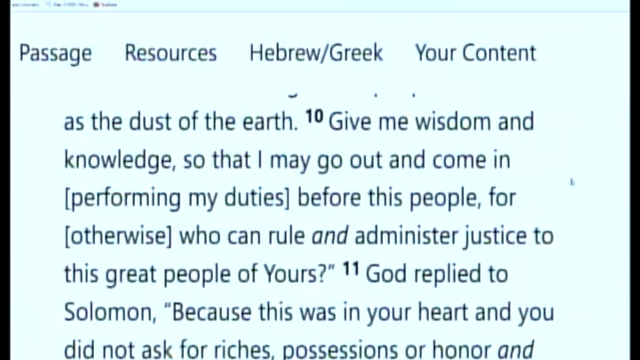 Passage Resources Hebrew/Greek Your Content
as the dust of the earth. 10 Give me wisdom and
knowledge, so that I may go out and come in
[performing my duties] before this people, for
[otherwise] who can rule and administer justice to
this great people of Yours?” 11 God replied to
Solomon, “Because this was in your heart and you
did not ask for riches, possessions or honor and